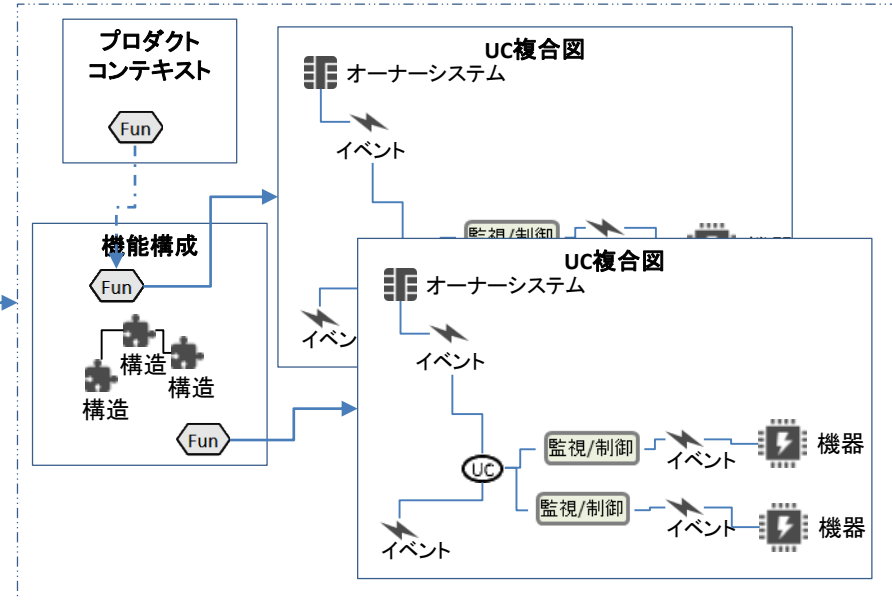 プロダクト
コンテキスト
Fun
機能構成
Fun
構造
構造
構造
Fun
UC複合図
オーナーシステム
イベント
監視/制御
イベン
UC複合図
オーナーシステム
イベント
UC
監視/制御
イベント
機器
監視/制御
イベント
機器
イベント